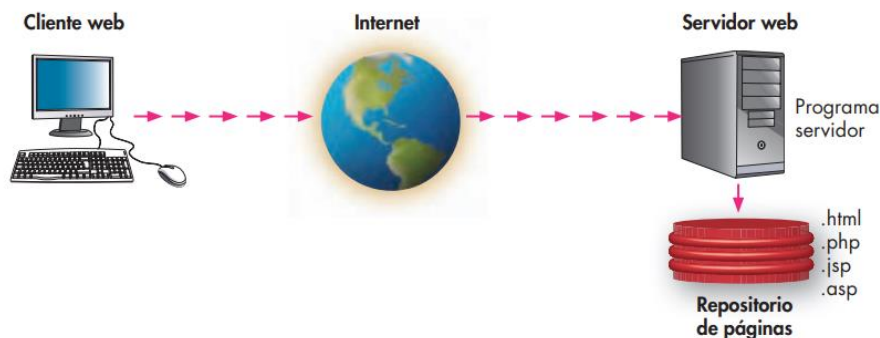 Cliente web
Internet
Servidor web
Programa
servidor
.html
.php
.jsp
.asp
Repositorio
de páginas